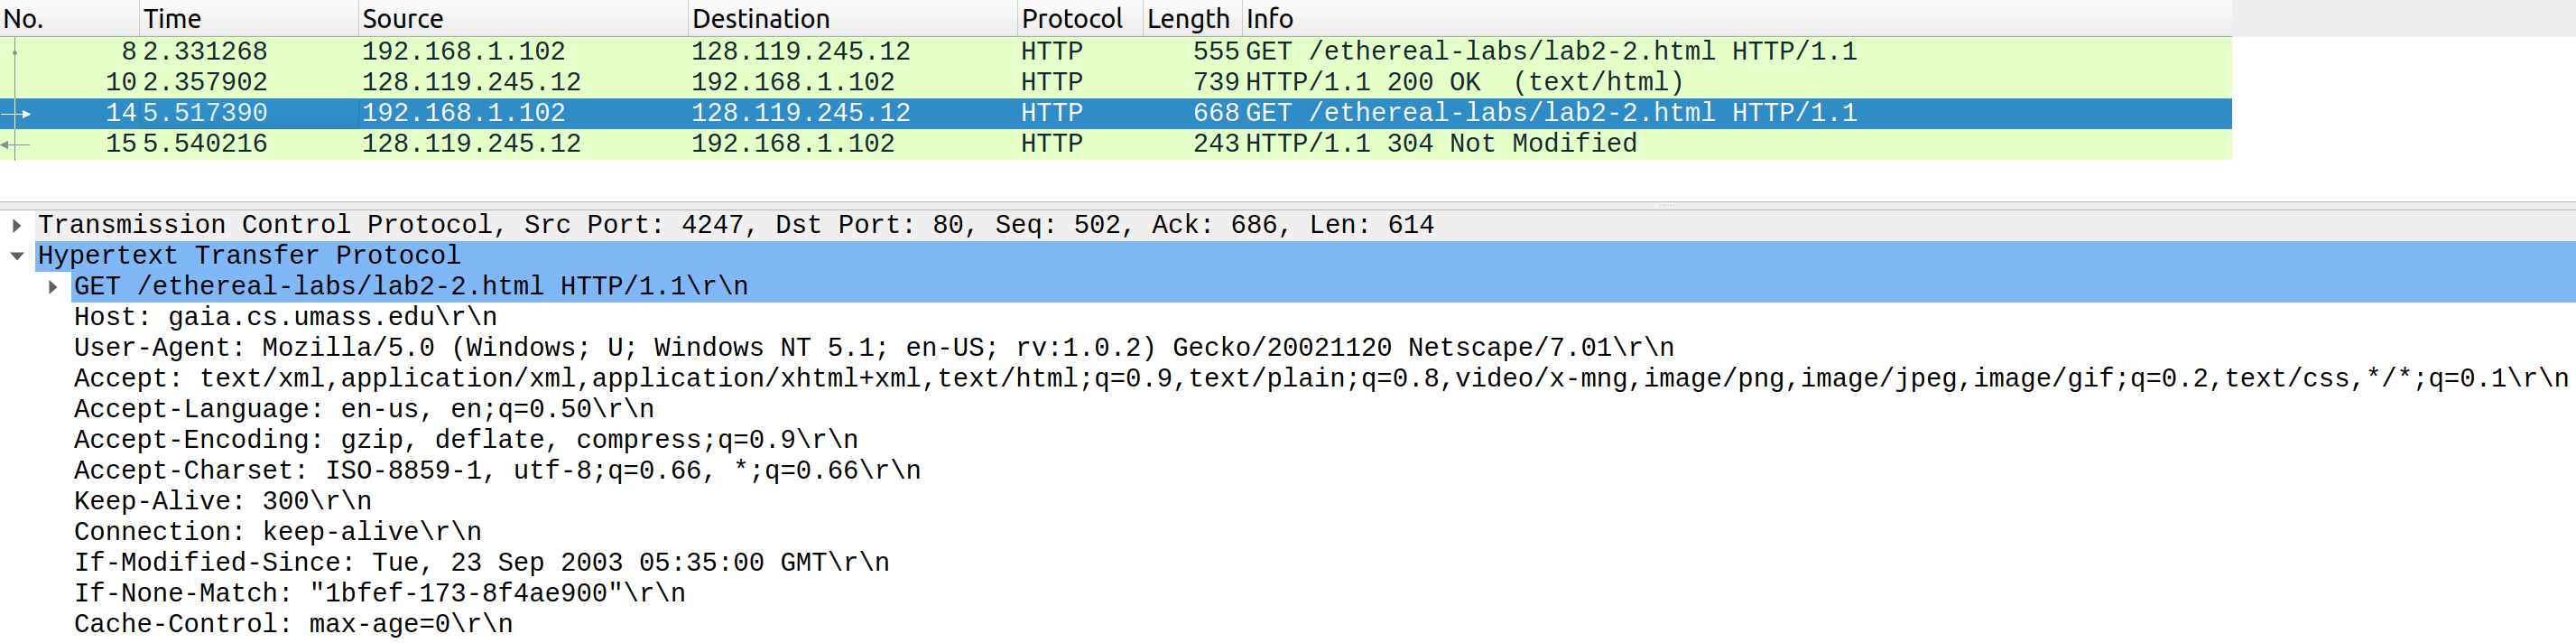 No. Time Source Destination Protocol Length Info
8 2.331268 192.168.1.102 128.119.245.12 HTTP 555 GET /ethereal-labs/lab2-2.html HTTP/1.1
10 2.357902 128.119.245.12 192.168.1.102 HTTP 739 HTTP/1.1 200 OK  (text/html)
14 5.517390 192.168.1.102 128.119.245.12 HTTP 668 GET /ethereal-labs/lab2-2.html HTTP/1.1
15 5.540216 128.119.245.12 192.168.1.102 HTTP 243 HTTP/1.1 304 Not Modified
Transmission Control Protocol, Src Port: 4247, Dst Port: 80, Seq: 502, Ack: 686, Len: 614
Hypertext Transfer Protocol
GET /ethereal-labs/lab2-2.html HTTP/1.1\r\n
Host: gaia.cs.umass.edu\r\n
User-Agent: Mozilla/5.0 (Windows; U; Windows NT 5.1; en-US; rv:1.0.2) Gecko/20021120 Netscape/7.01\r\n
Accept: text/xml,application/xml,application/xhtml+xml,text/html;q=0.9,text/plain;q=0.8,video/x-mng,image/png,image/jpeg,image/gif;q=0.2,text/css,*/*;q=0.1\r\n
Accept-Language: en-us, en;q=0.50\r\n
Accept-Encoding: gzip, deflate, compress;q=0.9\r\n
Accept-Charset: ISO-8859-1, utf-8;q=0.66, *;q=0.66\r\n
Keep-Alive: 300\r\n
Connection: keep-alive\r\n
If-Modified-Since: Tue, 23 Sep 2003 05:35:00 GMT\r\n
If-None-Match: "1bfef-173-8f4ae900"\r\n
Cache-Control: max-age=0\r\n